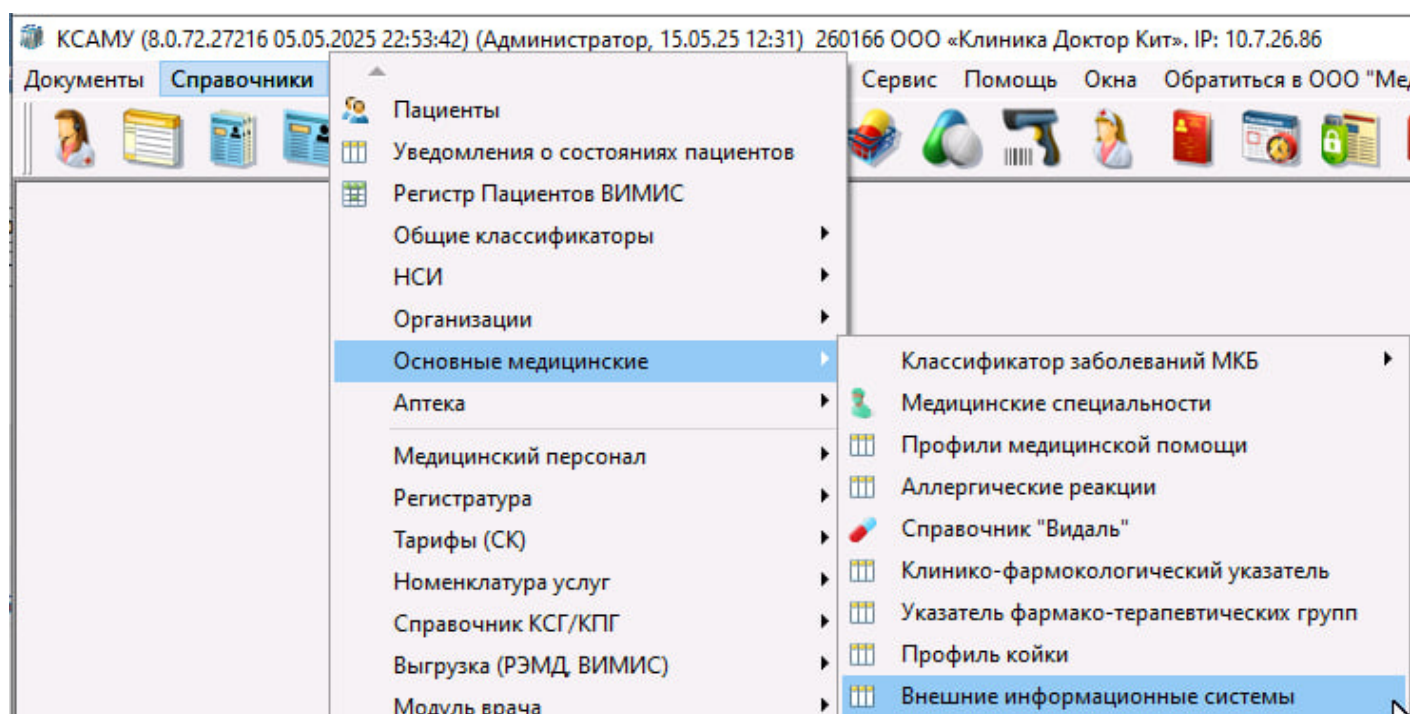 КСАМУ (8.0.72.27216 05.05.2025 22:53:42) (Администратор, 15.05.25 12:31) 260166 ООО «Клиника Доктор Кит». IP: 10.7.26.86
Документы Справочники Сервис Помощь Окна Обратиться в ООО "Ме
Пациенты
Уведомления о состояниях пациентов
Регистр Пациентов ВИМИС
Общие классификаторы
НСИ
Организации
Основные медицинские
Аптека
Медицинский персонал
Регистратура
Тарифы (СК)
Номенклатура услуг
Справочник КСГ/КПГ
Выгрузка (РЭМД, ВИМИС)
Модуль врача
Классификатор заболеваний МКБ
Медицинские специальности
Профили медицинской помощи
Аллергические реакции
Справочник "Видаль"
Клинико-фармокологический указатель
Указатель фармако-терапевтических групп
Профиль койки
Внешние информационные системы